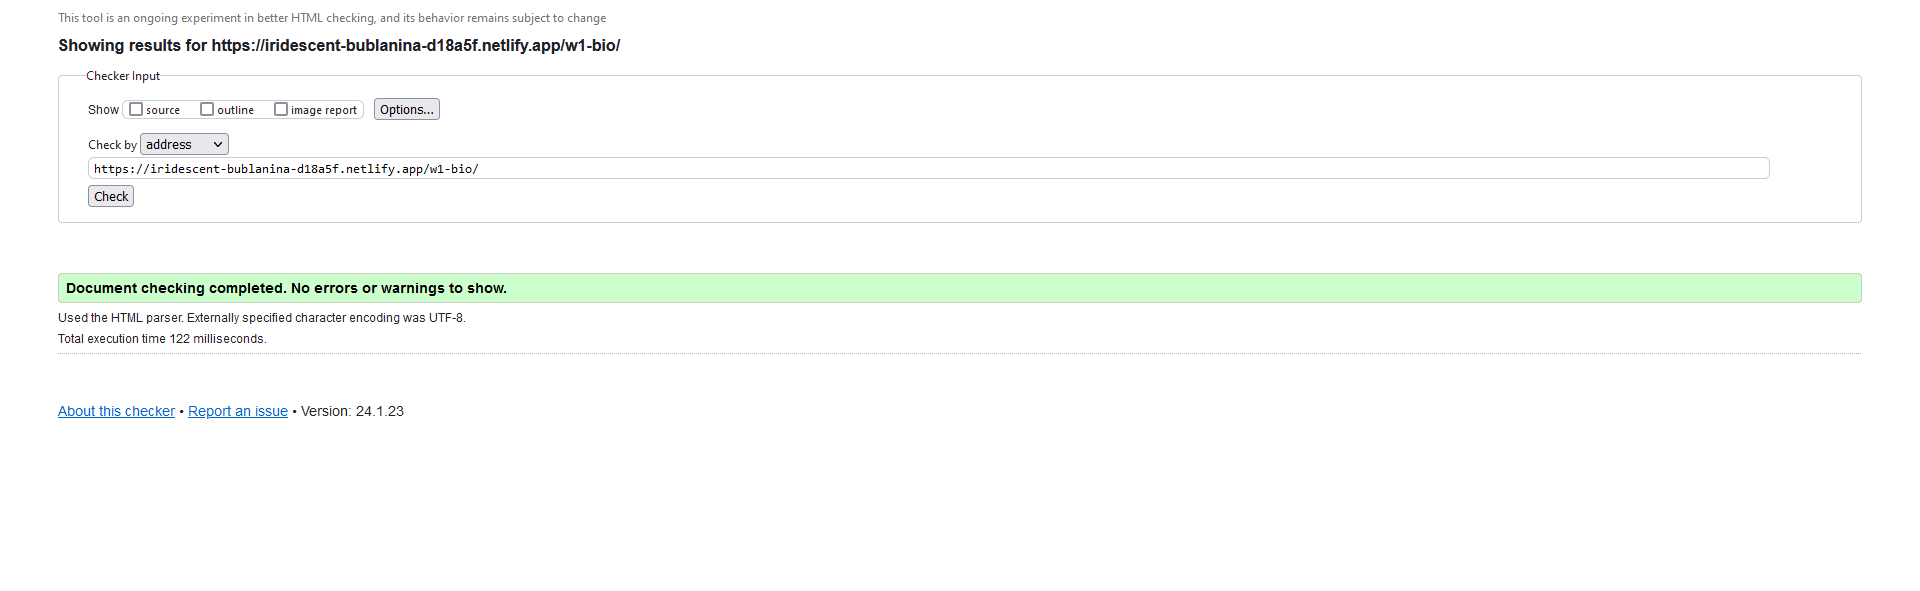 This tool is an ongoing experiment in better HTML checking, and its behavior remains subject to change
Showing results for https://iridescent-bublanina-d18a5f.netlify.app/w1-bio/
Checker Input
Show source outline image report Options...
Check by address
https://iridescent-bublanina-d18a5f.netlify.app/w1-bio/
Check
Document checking completed. No errors or warnings to show.
Used the HTML parser. Externally specified character encoding was UTF-8.
Total execution time 122 milliseconds.
About this checker • Report an issue • Version: 24.1.23